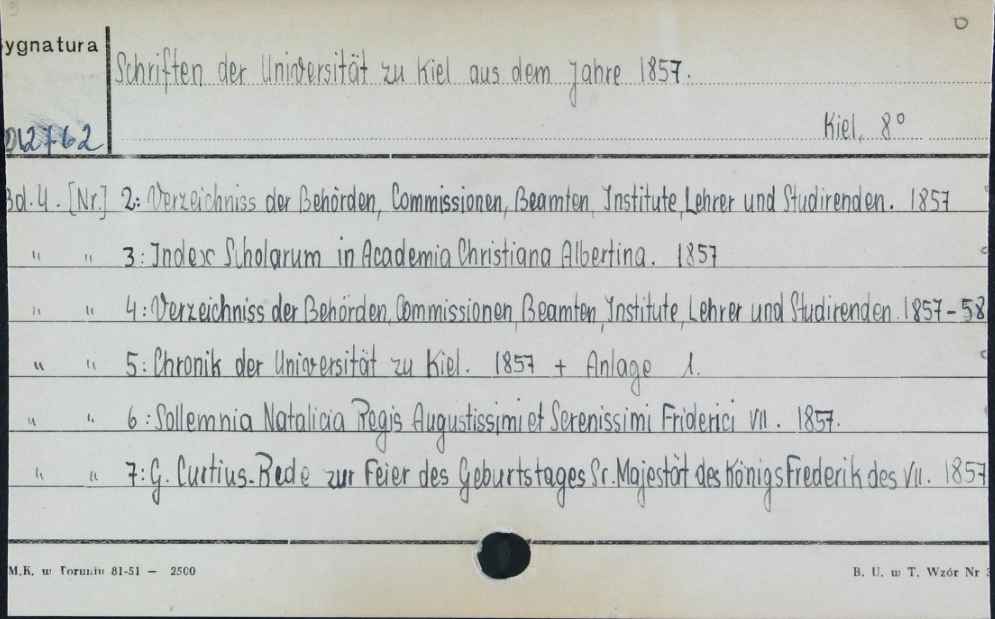 ygnatura
Schriften der Universität zu Kiel aus dem Jahre 1857.
Kiel, 8°
012762
Bd. 4. [Nr.] 2: Verzeichniss der Behörden, Commissionen, Beamten, Institute, Lehrer und Studirenden. 1857
" " 3: Index Scholarum in Academia Christiana Albertina. 1857
" " 4: Verzeichniss der Behörden, Commissionen, Beamten, Institute, Lehrer und Studirenden. 1857-58
" " 5: Chronik der Universität zu Kiel. 1857 + Anlage 1.
" " 6: Sollemnia Natalicia Regis Augustissimi et Serenissimi Friderici VII. 1857.
" " 7: G. Curtius-Rede zur Feier des Geburtstages Sr. Majestät des Königs Frederik des VII. 1857
M.K. w Toruniu 81-51 — 2500
B. U. w T. Wzór Nr 3